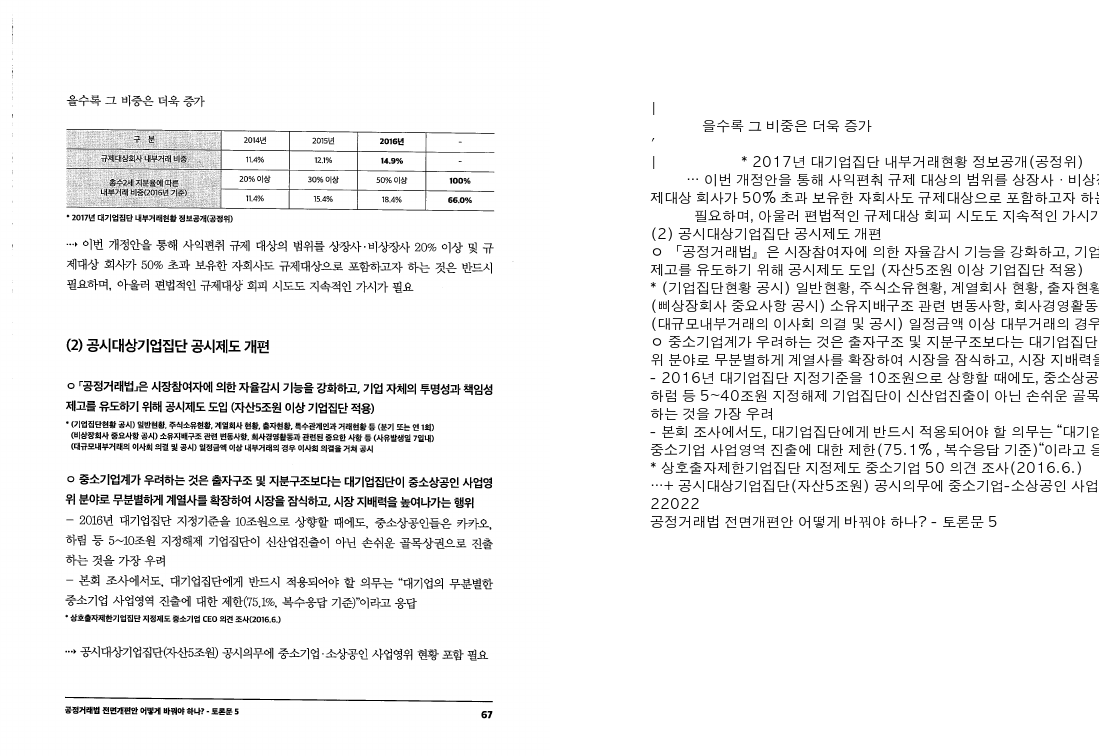 을수록 그 비중은 더욱 증가
구 분 2014년 2015년 2016년 -
규제대상회사 내부거래 비중 11.4% 12.1% 14.9% -
총수2세 지분율에 따른 내부거래 비중(2016년 기준) 20% 이상 30% 이상 50% 이상 100%
11.4% 15.4% 18.4% 66.0%
* 2017년 대기업집단 내부거래현황 정보공개(공정위)
⋯→ 이번 개정안을 통해 사익편취 규제 대상의 범위를 상장사·비상장사 20% 이상 및 규
제대상 회사가 50% 초과 보유한 자회사도 규제대상으로 포함하고자 하는 것은 반드시
필요하며, 아울러 편법적인 규제대상 회피 시도도 지속적인 가시가 필요
(2) 공시대상기업집단 공시제도 개편
ㅇ「공정거래법」은 시장참여자에 의한 자율감시 기능을 강화하고, 기업 자체의 투명성과 책임성
제고를 유도하기 위해 공시제도 도입 (자산5조원 이상 기업집단 적용)
* (기업집단현황 공시) 일반현황, 주식소유현황, 계열회사 현황, 출자현황, 특수관계인과 거래현황 등 (분기 또는 연 1회)
(비상장회사 중요사항 공시) 소유지배구조 관련 변동사항, 회사경영활동과 관련된 중요한 사항 등 (사유발생일 7일내)
(대규모내부거래의 이사회 의결 및 공시) 일정금액 이상 내부거래의 경우 이사회 의결을 거쳐 공시
ㅇ 중소기업계가 우려하는 것은 출자구조 및 지분구조보다는 대기업집단이 중소상공인 사업영
위 분야로 무분별하게 계열사를 확장하여 시장을 잠식하고, 시장 지배력을 높여나가는 행위
- 2016년 대기업집단 지정기준을 10조원으로 상향할 때에도, 중소상공인들은 카카오,
하림 등 5~10조원 지정해제 기업집단이 신산업진출이 아닌 손쉬운 골목상권으로 진출
하는 것을 가장 우려
- 본회 조사에서도, 대기업집단에게 반드시 적용되어야 할 의무는 “대기업의 무분별한
중소기업 사업영역 진출에 대한 제한(75.1%, 복수응답 기준)”이라고 응답
* 상호출자제한기업집단 지정제도 중소기업 CEO 의견 조사(2016.6.)
⋯→ 공시대상기업집단(자산5조원) 공시의무에 중소기업·소상공인 사업영위 현황 포함 필요
공정거래법 전면개편안 어떻게 바꿔야 하나? - 토론문 5 67
|
을수록 그 비중은 더욱 증가
′
| * 2017년 대기업집단 내부거래현황 정보공개(공정위)
⋯ 이번 개정안을 통해 사익편춰 규제 대상의 범위를 상장사ㆍ비상장
제대상 회사가 50% 초과 보유한 자회사도 규제대상으로 포함하고자 하는
필요하며, 아울러 편법적인 규제대상 희피 시도도 지속적인 가시기
(2) 공시대상기업집단 공시제도 개편
ㅇ 「공정거래법』은 시장참여자에 의한 자율감시 기능을 강화하고, 기업
제고를 유도하기 위해 공시제도 도입 (자산5조원 이상 기업집단 적옹)
* (기업집단현황 공시) 일반현황, 주식소유현황, 계열회사 현황, 출자현황
(삐상장회사 중요사항 공시) 소유지배구조 관련 변동사항, 회사경영활동
(대규모내부거래의 이사회 의결 및 공시) 일정금액 이상 대부거래의 경우
ㅇ 중소기업계가 우려하는 것은 출자구조 및 지분구조보다는 대기업집단
위 분야로 무분별하게 계열사를 확장하여 시장을 잠식하고, 시장 지배력을
- 2016년 대기업집단 지정기준을 10조원으로 상향할 때에도, 중소상공
하럼 등 5~40조원 지정해제 기업집단이 신산업진출이 아닌 손쉬운 골목
하는 것을 가장 우려
- 본회 조사에서도, 대기업집단에게 반드시 적용되어야 할 의무는 “대기업
중소기업 사업영역 진출에 대한 제한(75.1%, 복수응답 기준)“이라고 응
* 상호출자제한기업집단 지정제도 중소기업 50 의견 조사(2016.6.)
⋯+ 공시대상기업집단(자산5조원) 공시의무에 중소기업-소상공인 사업
22022
공정거래법 전면개편안 어떻게 바꿔야 하나? - 토론문 5